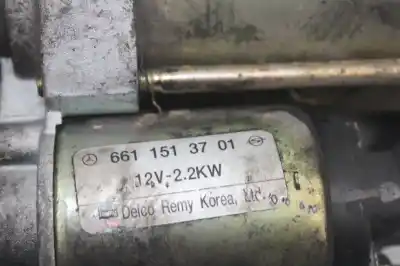 661 151 37 01
12V-2.2KW
Delco Remy Korea, Ltd.